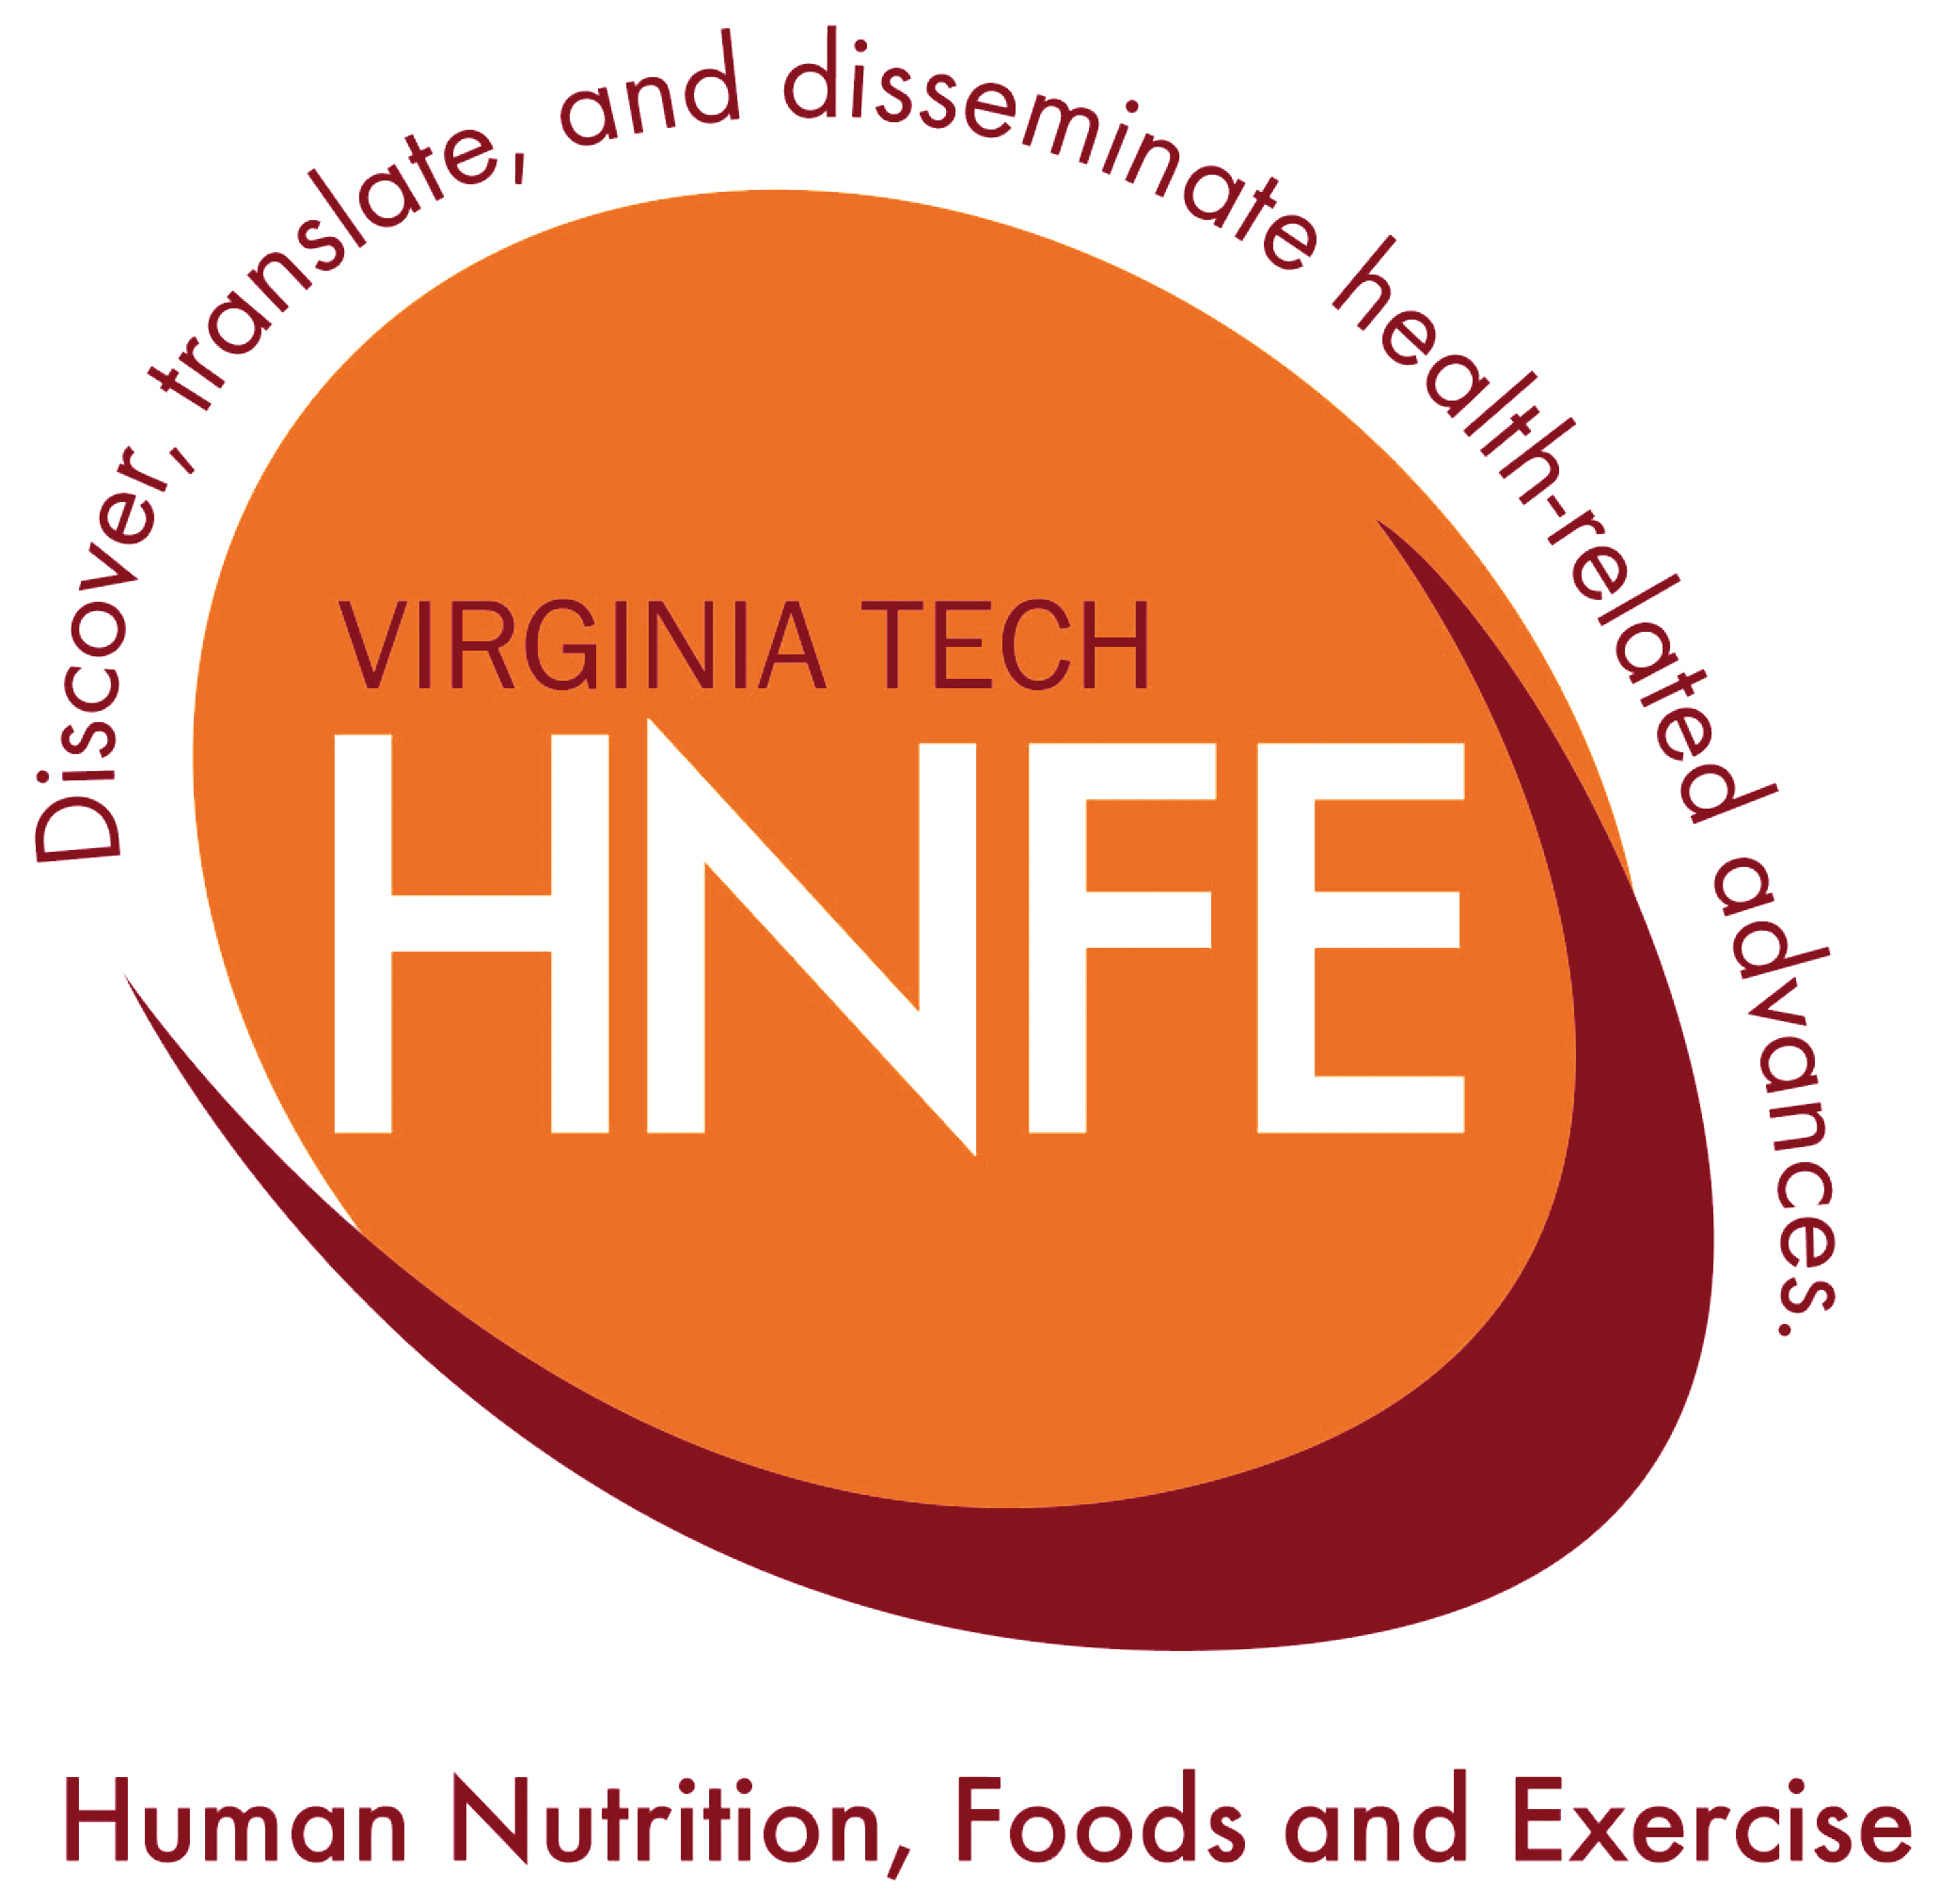 Discover, translate, and disseminate health-related advances.
VIRGINIA TECH
HNFE
Human Nutrition, Foods and Exercise